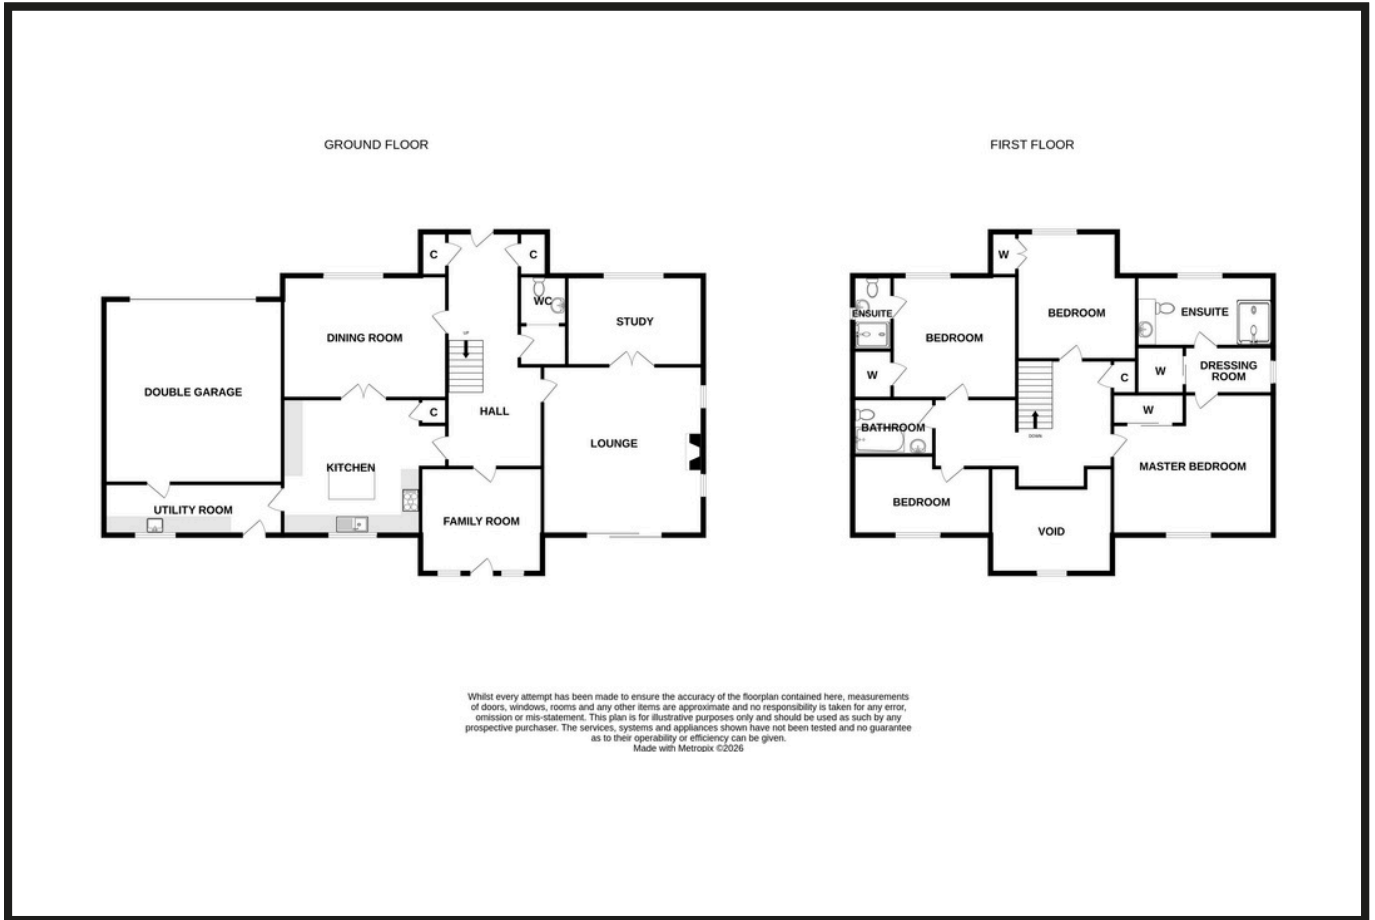 GROUND FLOOR
FIRST FLOOR
C
C
WC
STUDY
DINING ROOM
UP
DOUBLE GARAGE
C
HALL
LOUNGE
KITCHEN
UTILITY ROOM
FAMILY ROOM
W
ENSUITE
BEDROOM
BEDROOM
ENSUITE
W
W
DRESSING
ROOM
C
W
BATHROOM
DOWN
MASTER BEDROOM
BEDROOM
VOID
Whilst every attempt has been made to ensure the accuracy of the floorplan contained here, measurements
of doors, windows, rooms and any other items are approximate and no responsibility is taken for any error,
omission or mis-statement. This plan is for illustrative purposes only and should be used as such by any
prospective purchaser. The services, systems and appliances shown have not been tested and no guarantee
as to their operability or efficiency can be given.
Made with Metropix ©2026